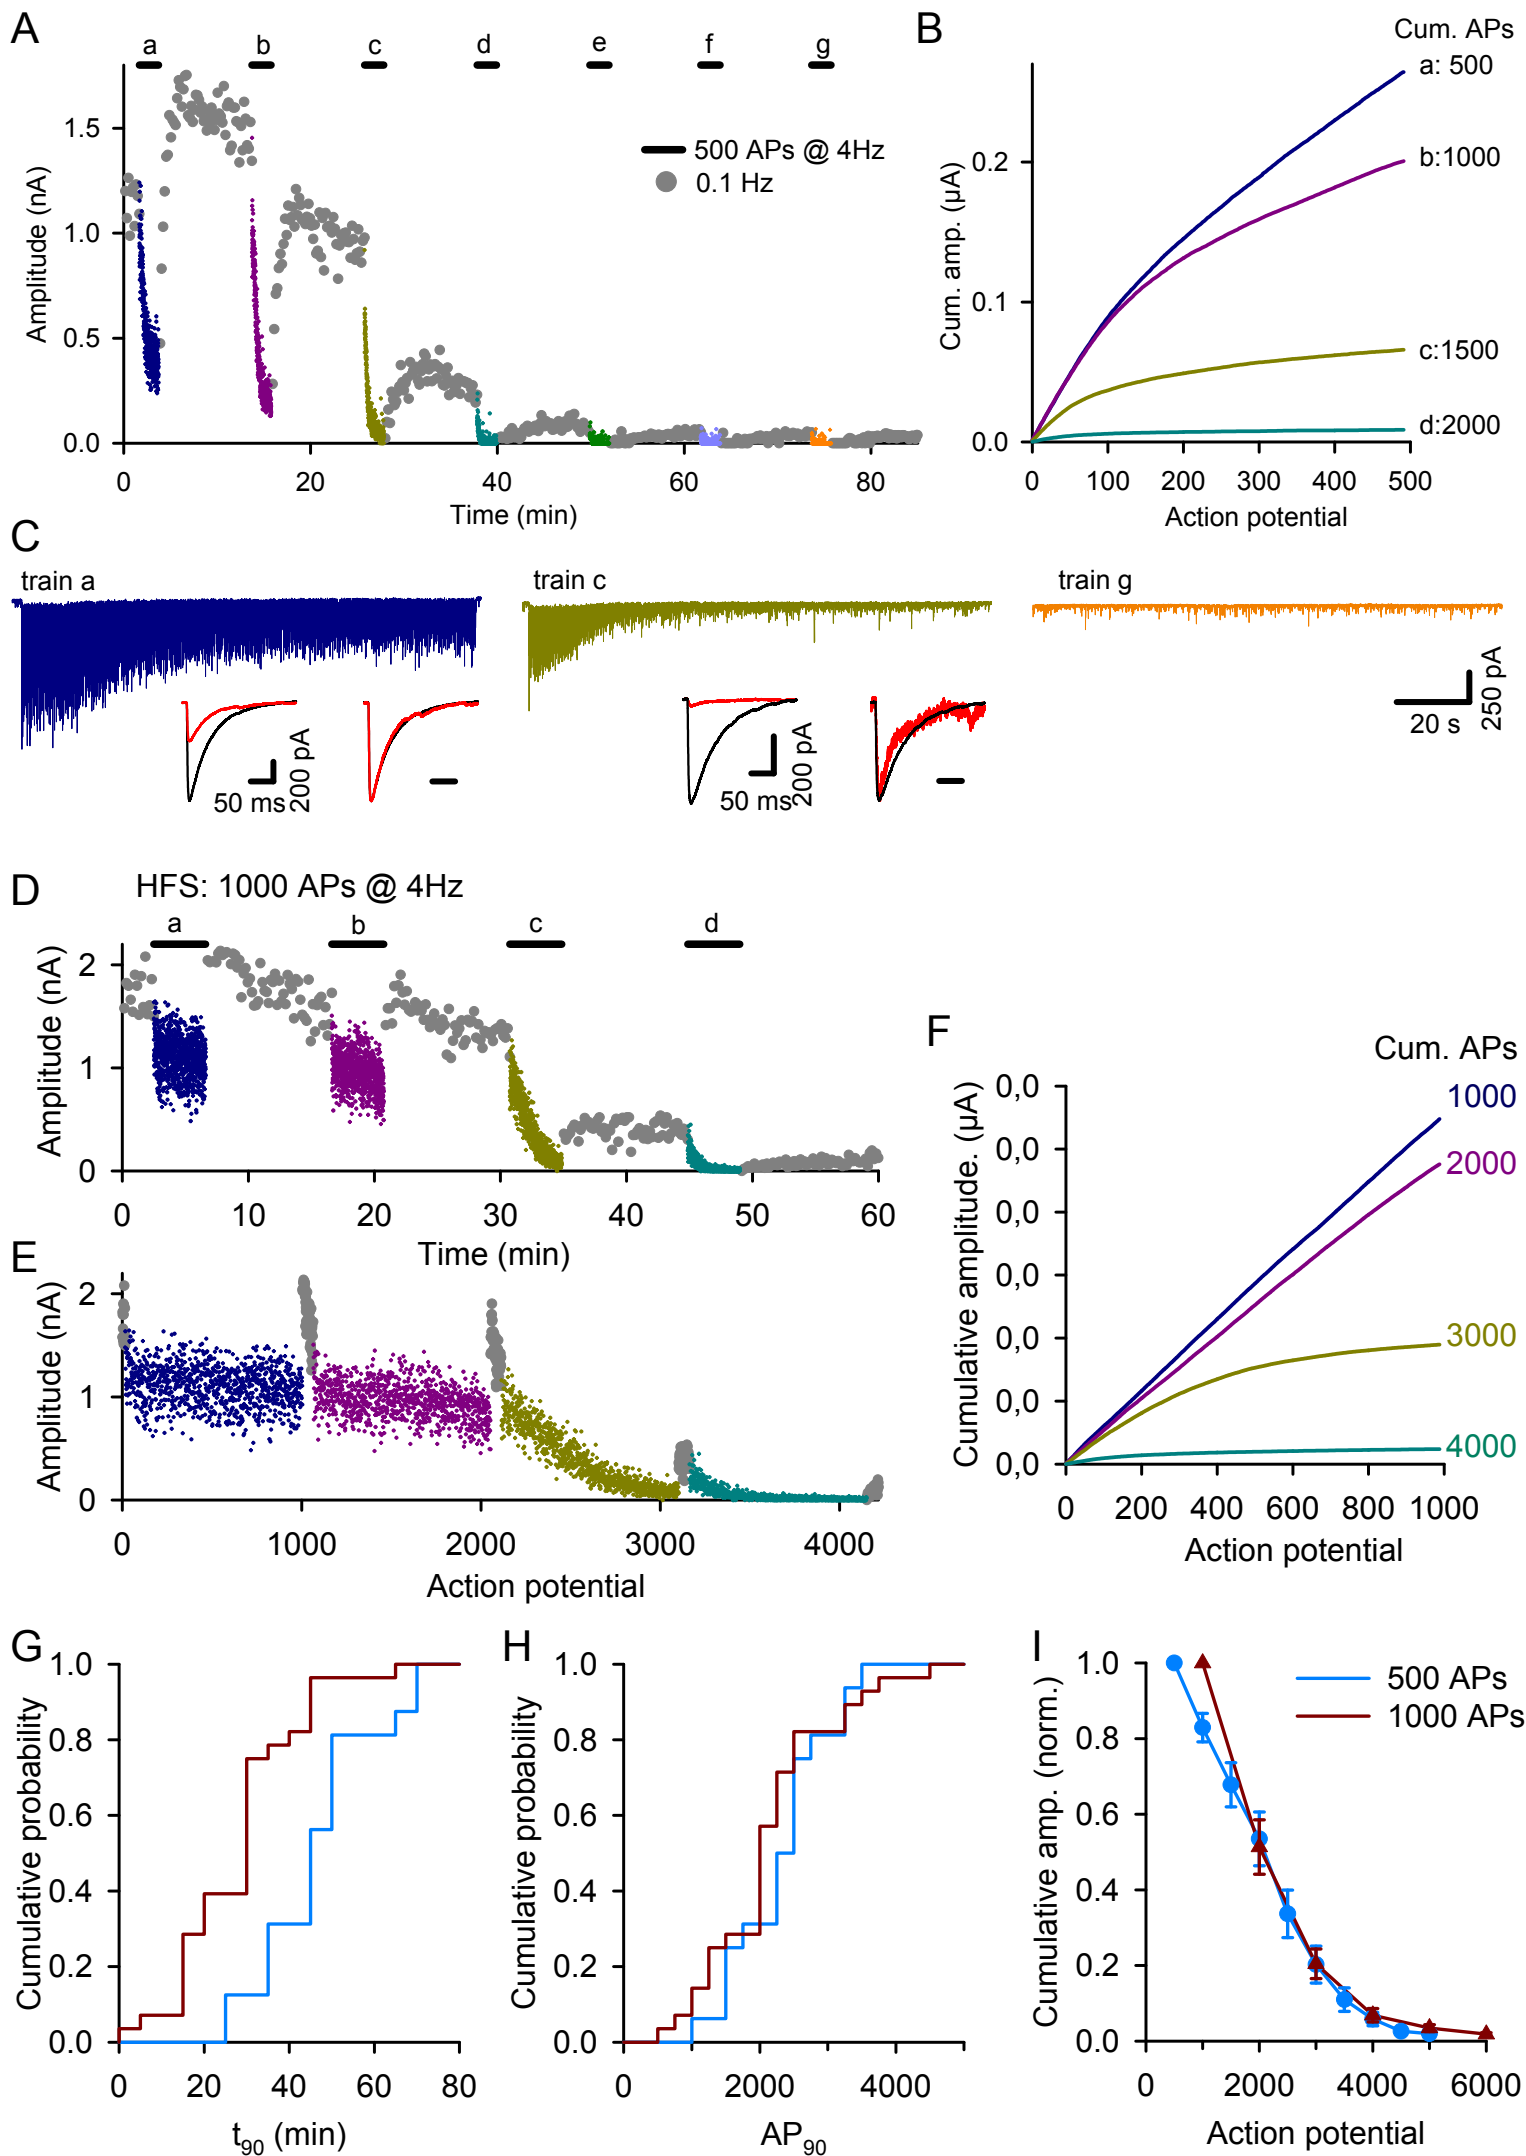 A
a b c d e f g
500 APs @ 4Hz
0.1 Hz
Amplitude (nA)
1.5
1.0
0.5
0.0
0 20 40 60 80
Time (min)
B
Cum. APs
a: 500
b:1000
c:1500
d:2000
Cum. amp. (µA)
0.2
0.1
0.0
0 100 200 300 400 500
Action potential
C
train a
50 ms
200 pA
train c
50 ms
200 pA
train g
20 s
250 pA
D
HFS: 1000 APs @ 4Hz
a b c d
Amplitude (nA)
2
1
0
0 10 20 30 40 50 60
Time (min)
E
Amplitude (nA)
2
1
0
0 1000 2000 3000 4000
Action potential
F
Cum. APs
1000
2000
3000
4000
Cumulative amplitude. (µA)
0,0
0,0
0,0
0,0
0,0
0,0
0,0
0 200 400 600 800 1000
Action potential
G
Cumulative probability
1.0
0.8
0.6
0.4
0.2
0.0
0 20 40 60 80
t90 (min)
H
Cumulative probability
1.0
0.8
0.6
0.4
0.2
0.0
0 2000 4000
AP90
I
500 APs
1000 APs
Cumulative amp. (norm.)
1.0
0.8
0.6
0.4
0.2
0.0
0 2000 4000 6000
Action potential